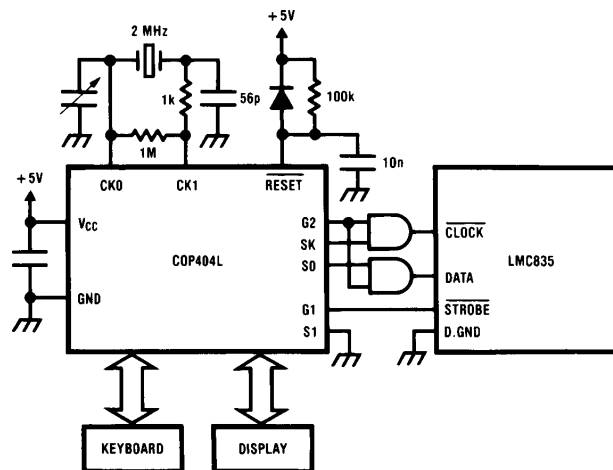 +5V
2 MHz
1k
56p
100k
1M
10n
+5V
CK0
CK1
RESET
VCC
G2
SK
CLOCK
COP404L
LMC835
S0
DATA
GND
G1
STROBE
S1
D.GND
KEYBOARD
DISPLAY